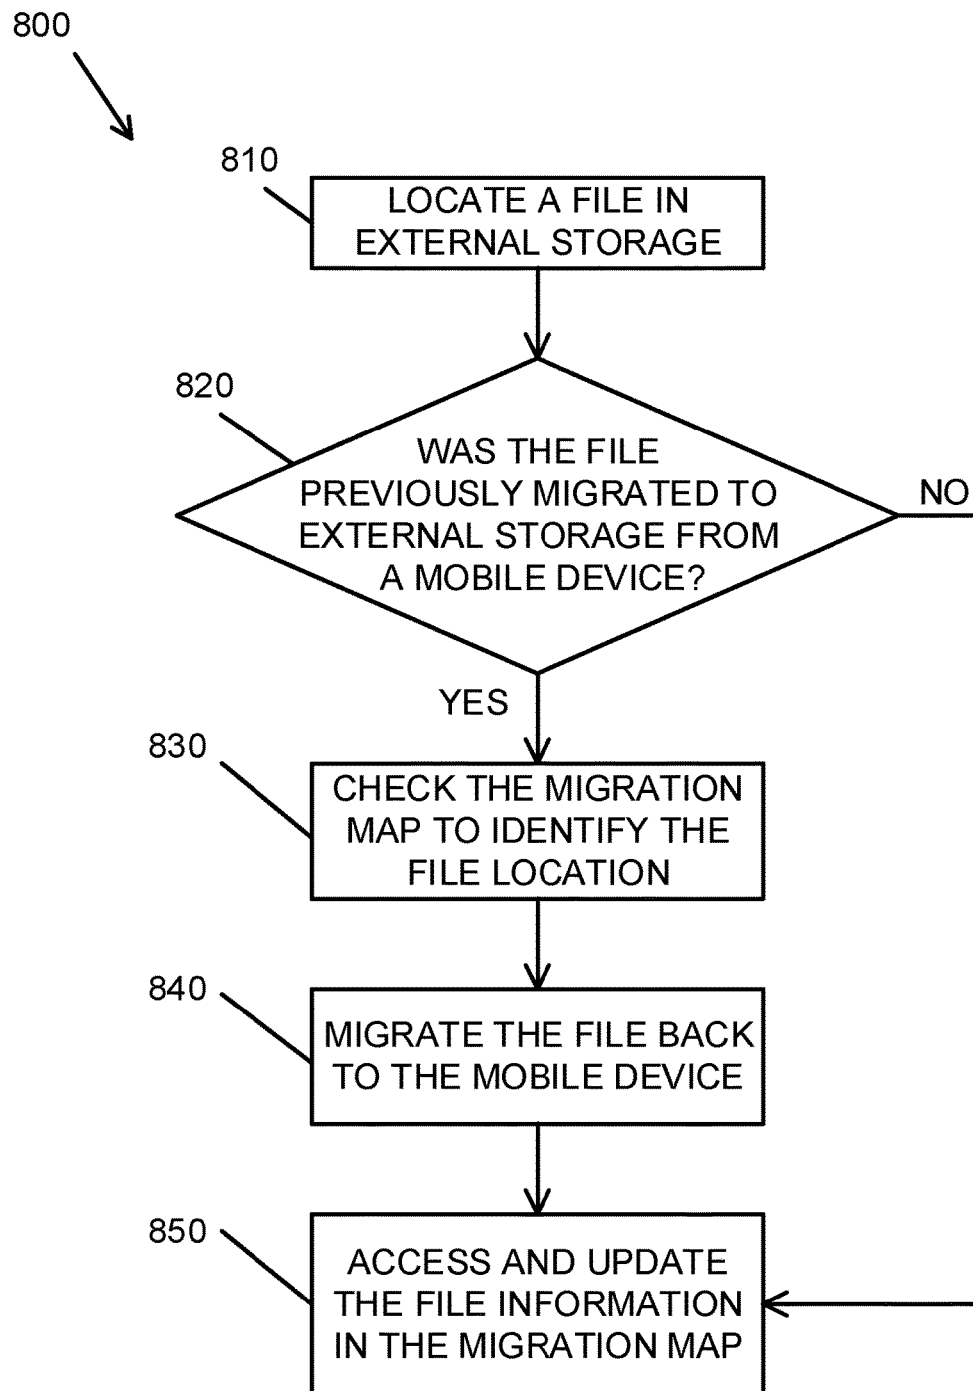 800
810
LOCATE A FILE IN
EXTERNAL STORAGE
820
WAS THE FILE
PREVIOUSLY MIGRATED TO
EXTERNAL STORAGE FROM
A MOBILE DEVICE?
NO
YES
830
CHECK THE MIGRATION
MAP TO IDENTIFY THE
FILE LOCATION
840
MIGRATE THE FILE BACK
TO THE MOBILE DEVICE
850
ACCESS AND UPDATE
THE FILE INFORMATION
IN THE MIGRATION MAP